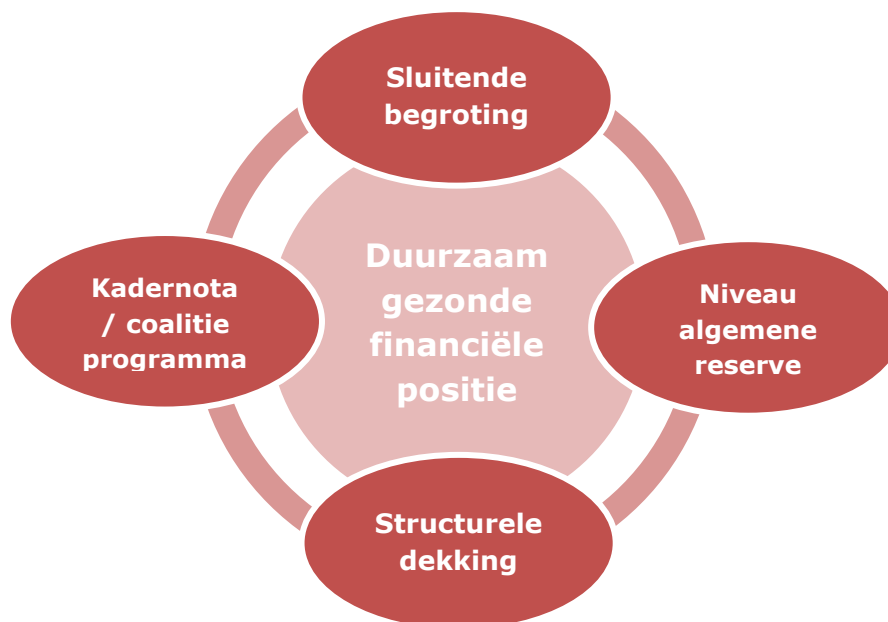 Sluitende
begroting
Duurzaam
gezonde
financiële
positie
Kadernota
/ coalitie
programma
Niveau
algemene
reserve
Structurele
dekking